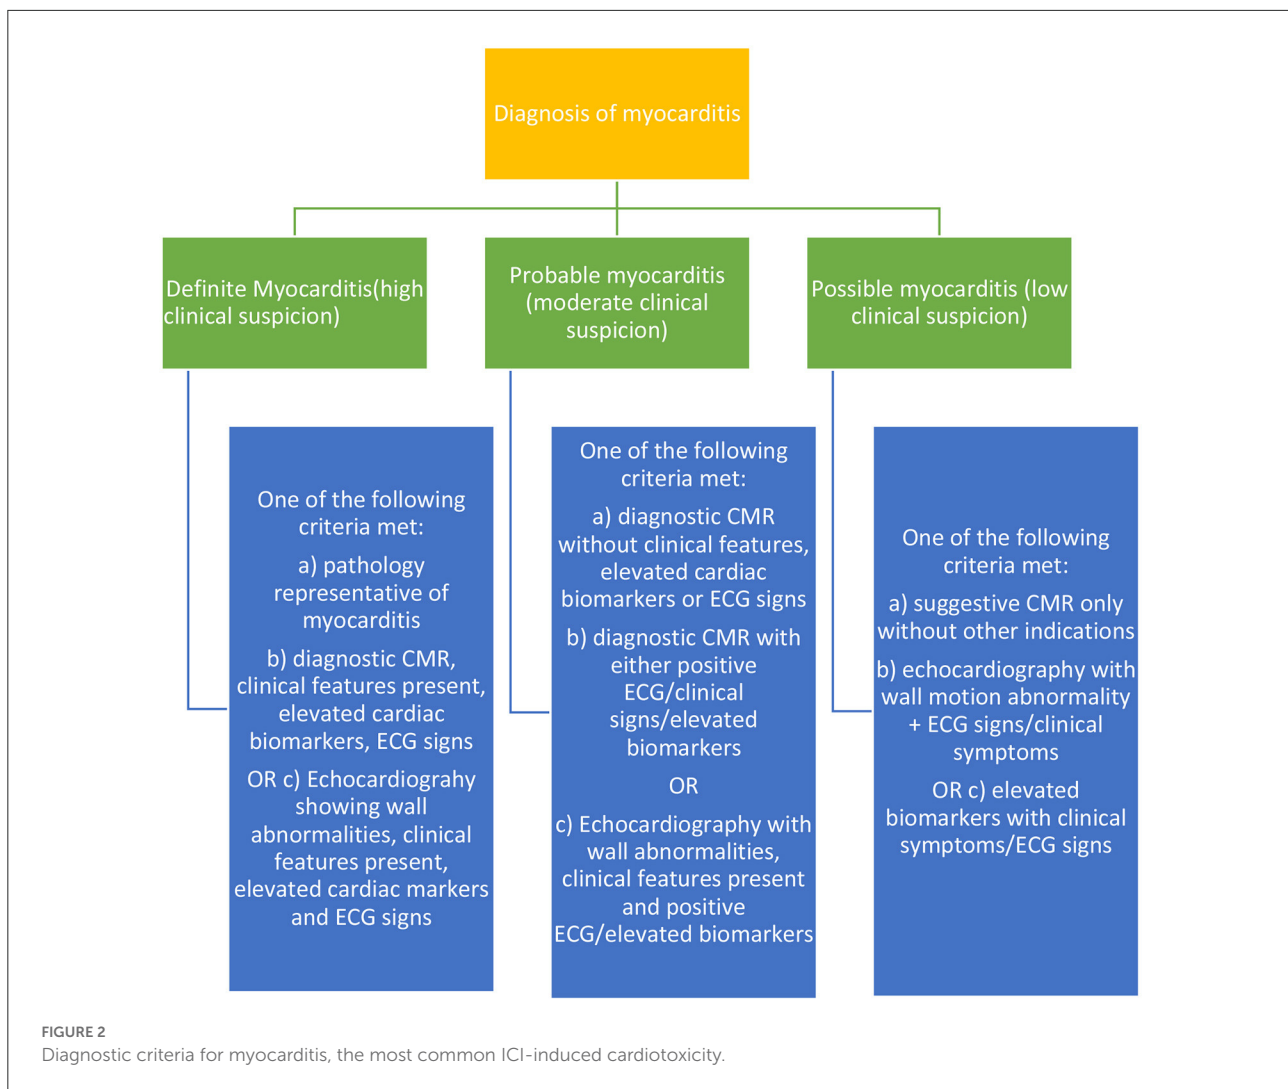 Diagnosis of myocarditis
Definite Myocarditis(high
clinical suspicion)
Probable myocarditis
(moderate clinical
suspicion)
Possible myocarditis (low
clinical suspicion)
One of the following
criteria met:
a) pathology
representative of
myocarditis
b) diagnostic CMR,
clinical features present,
elevated cardiac
biomarkers, ECG signs
OR c) Echocardiograhy
showing wall
abnormalities, clinical
features present,
elevated cardiac markers
and ECG signs
One of the following
criteria met:
a) diagnostic CMR
without clinical features,
elevated cardiac
biomarkers or ECG signs
b) diagnostic CMR with
either positive
ECG/clinical
signs/elevated
biomarkers
OR
c) Echocardiography with
wall abnormalities,
clinical features present
and positive
ECG/elevated biomarkers
One of the following
criteria met:
a) suggestive CMR only
without other indications
b) echocardiography with
wall motion abnormality
+ ECG signs/clinical
symptoms
OR c) elevated
biomarkers with clinical
symptoms/ECG signs
FIGURE 2
Diagnostic criteria for myocarditis, the most common ICI-induced cardiotoxicity.